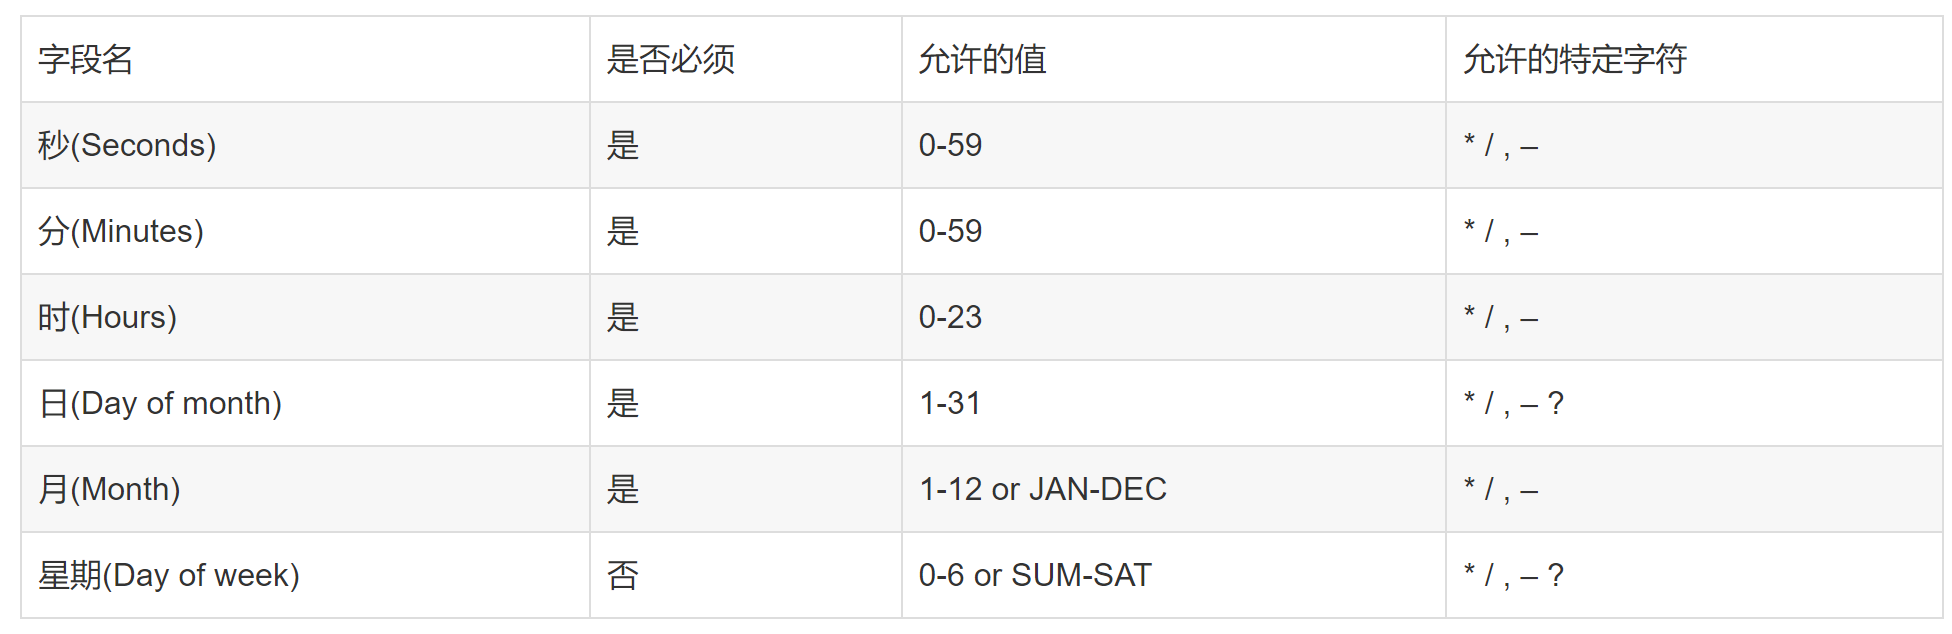 字段名 是否必须 允许的值 允许的特定字符
秒(Seconds) 是 0-59 * / , –
分(Minutes) 是 0-59 * / , –
时(Hours) 是 0-23 * / , –
日(Day of month) 是 1-31 * / , – ?
月(Month) 是 1-12 or JAN-DEC * / , –
星期(Day of week) 否 0-6 or SUM-SAT * / , – ?